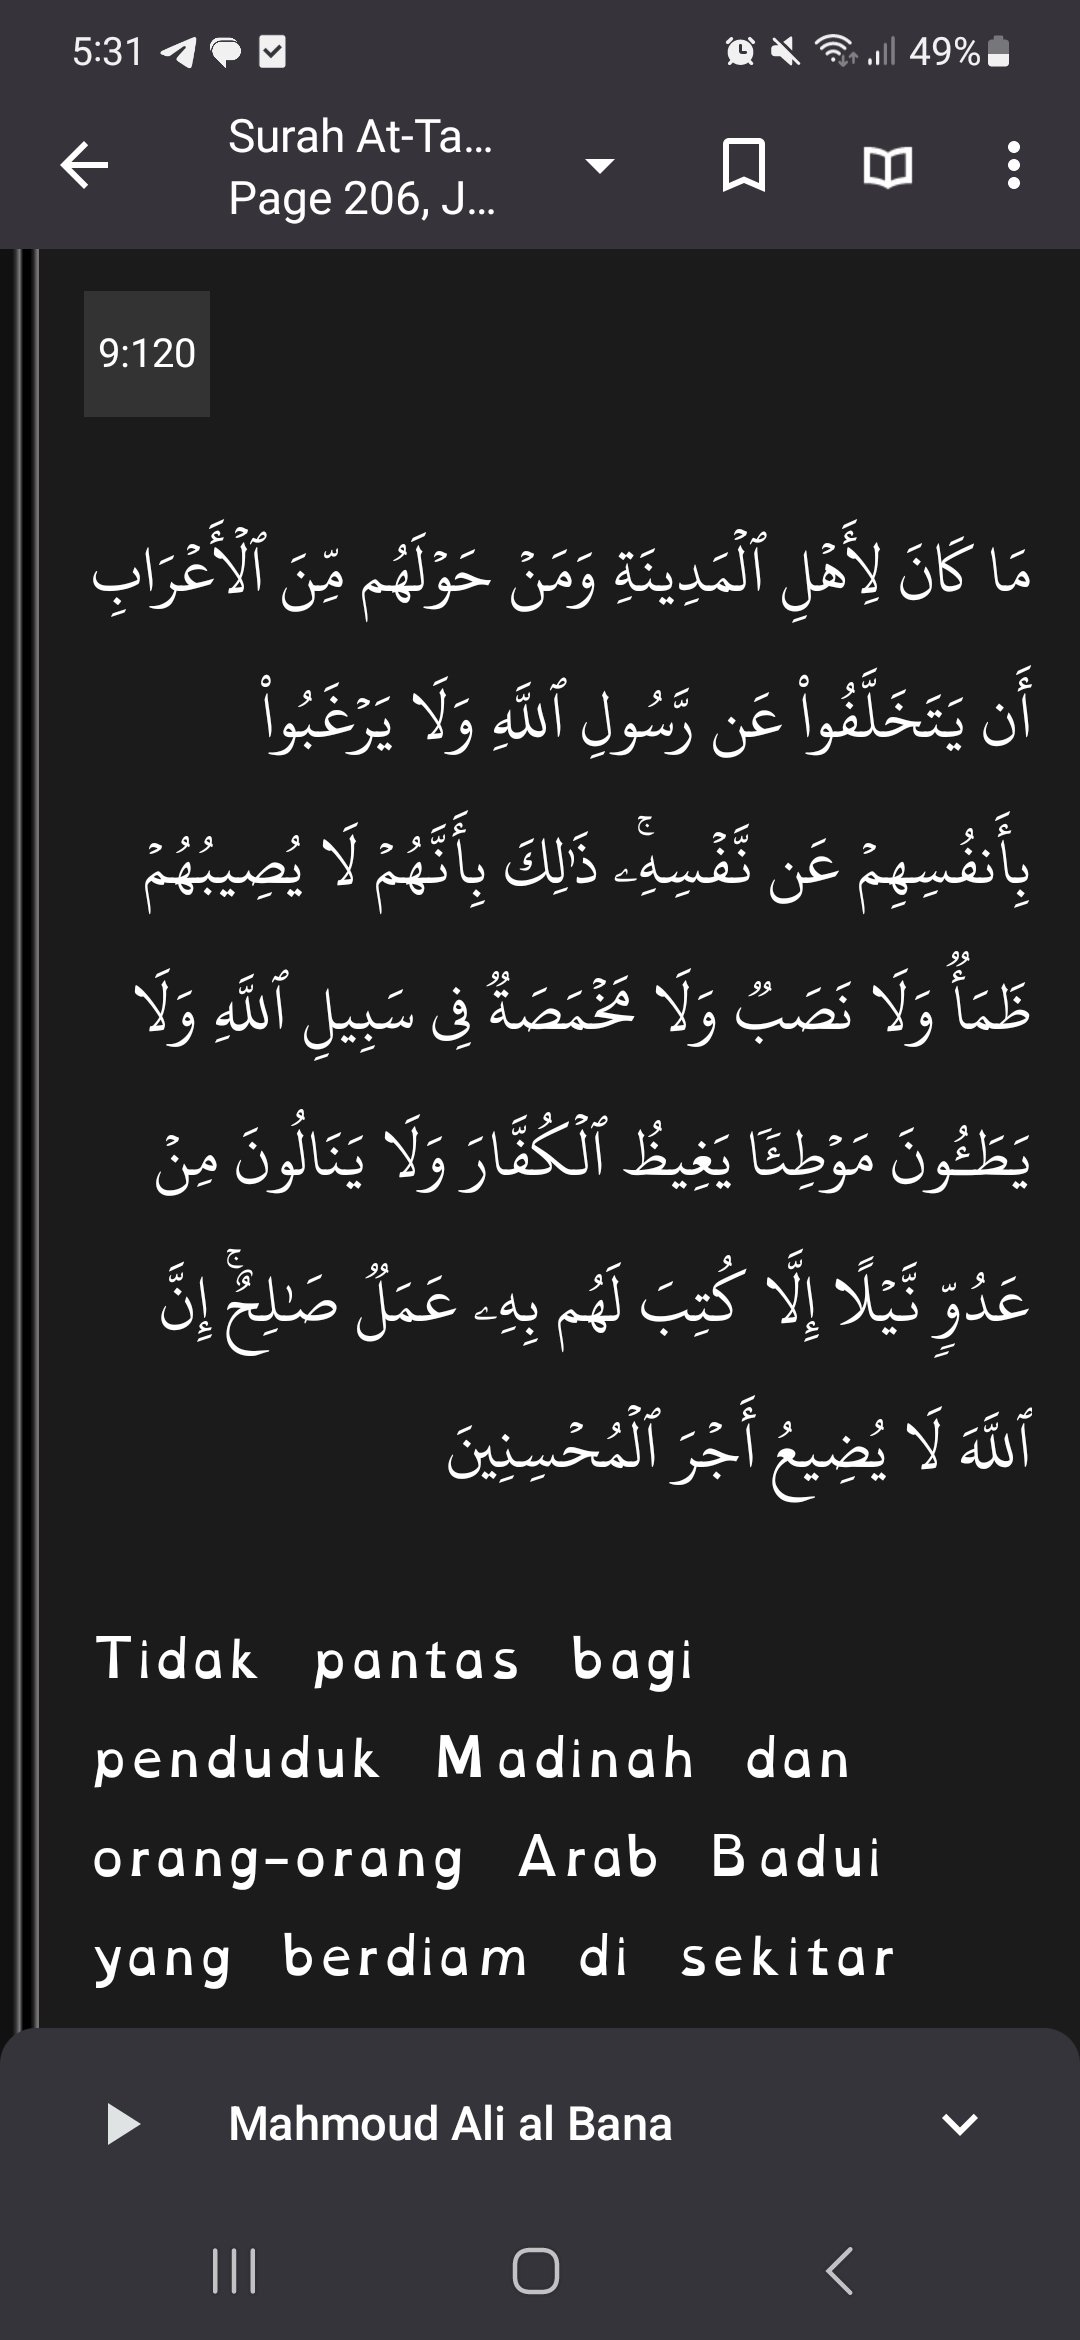 5:31
49%
Surah At-Ta...
Page 206, J...
9:120
مَا كَانَ لِأَهۡلِ ٱلۡمَدِينَةِ وَمَنۡ حَوۡلَهُم مِّنَ ٱلۡأَعۡرَابِ
أَن يَتَخَلَّفُواْ عَن رَّسُولِ ٱللَّهِ وَلَا يَرۡغَبُواْ
بِأَنفُسِهِمۡ عَن نَّفۡسِهِۦۚ ذَٰلِكَ بِأَنَّهُمۡ لَا يُصِيبُهُمۡ
ظَمَأٞ وَلَا نَصَبٞ وَلَا مَخۡمَصَةٞ فِي سَبِيلِ ٱللَّهِ وَلَا
يَطَـُٔونَ مَوۡطِئٗا يَغِيظُ ٱلۡكُفَّارَ وَلَا يَنَالُونَ مِنۡ
عَدُوّٖ نَّيۡلًا إِلَّا كُتِبَ لَهُم بِهِۦ عَمَلٞ صَٰلِحٌۚ إِنَّ
ٱللَّهَ لَا يُضِيعُ أَجۡرَ ٱلۡمُحۡسِنِينَ
Tidak pantas bagi
penduduk Madinah dan
orang-orang Arab Badui
yang berdiam di sekitar
Mahmoud Ali al Bana